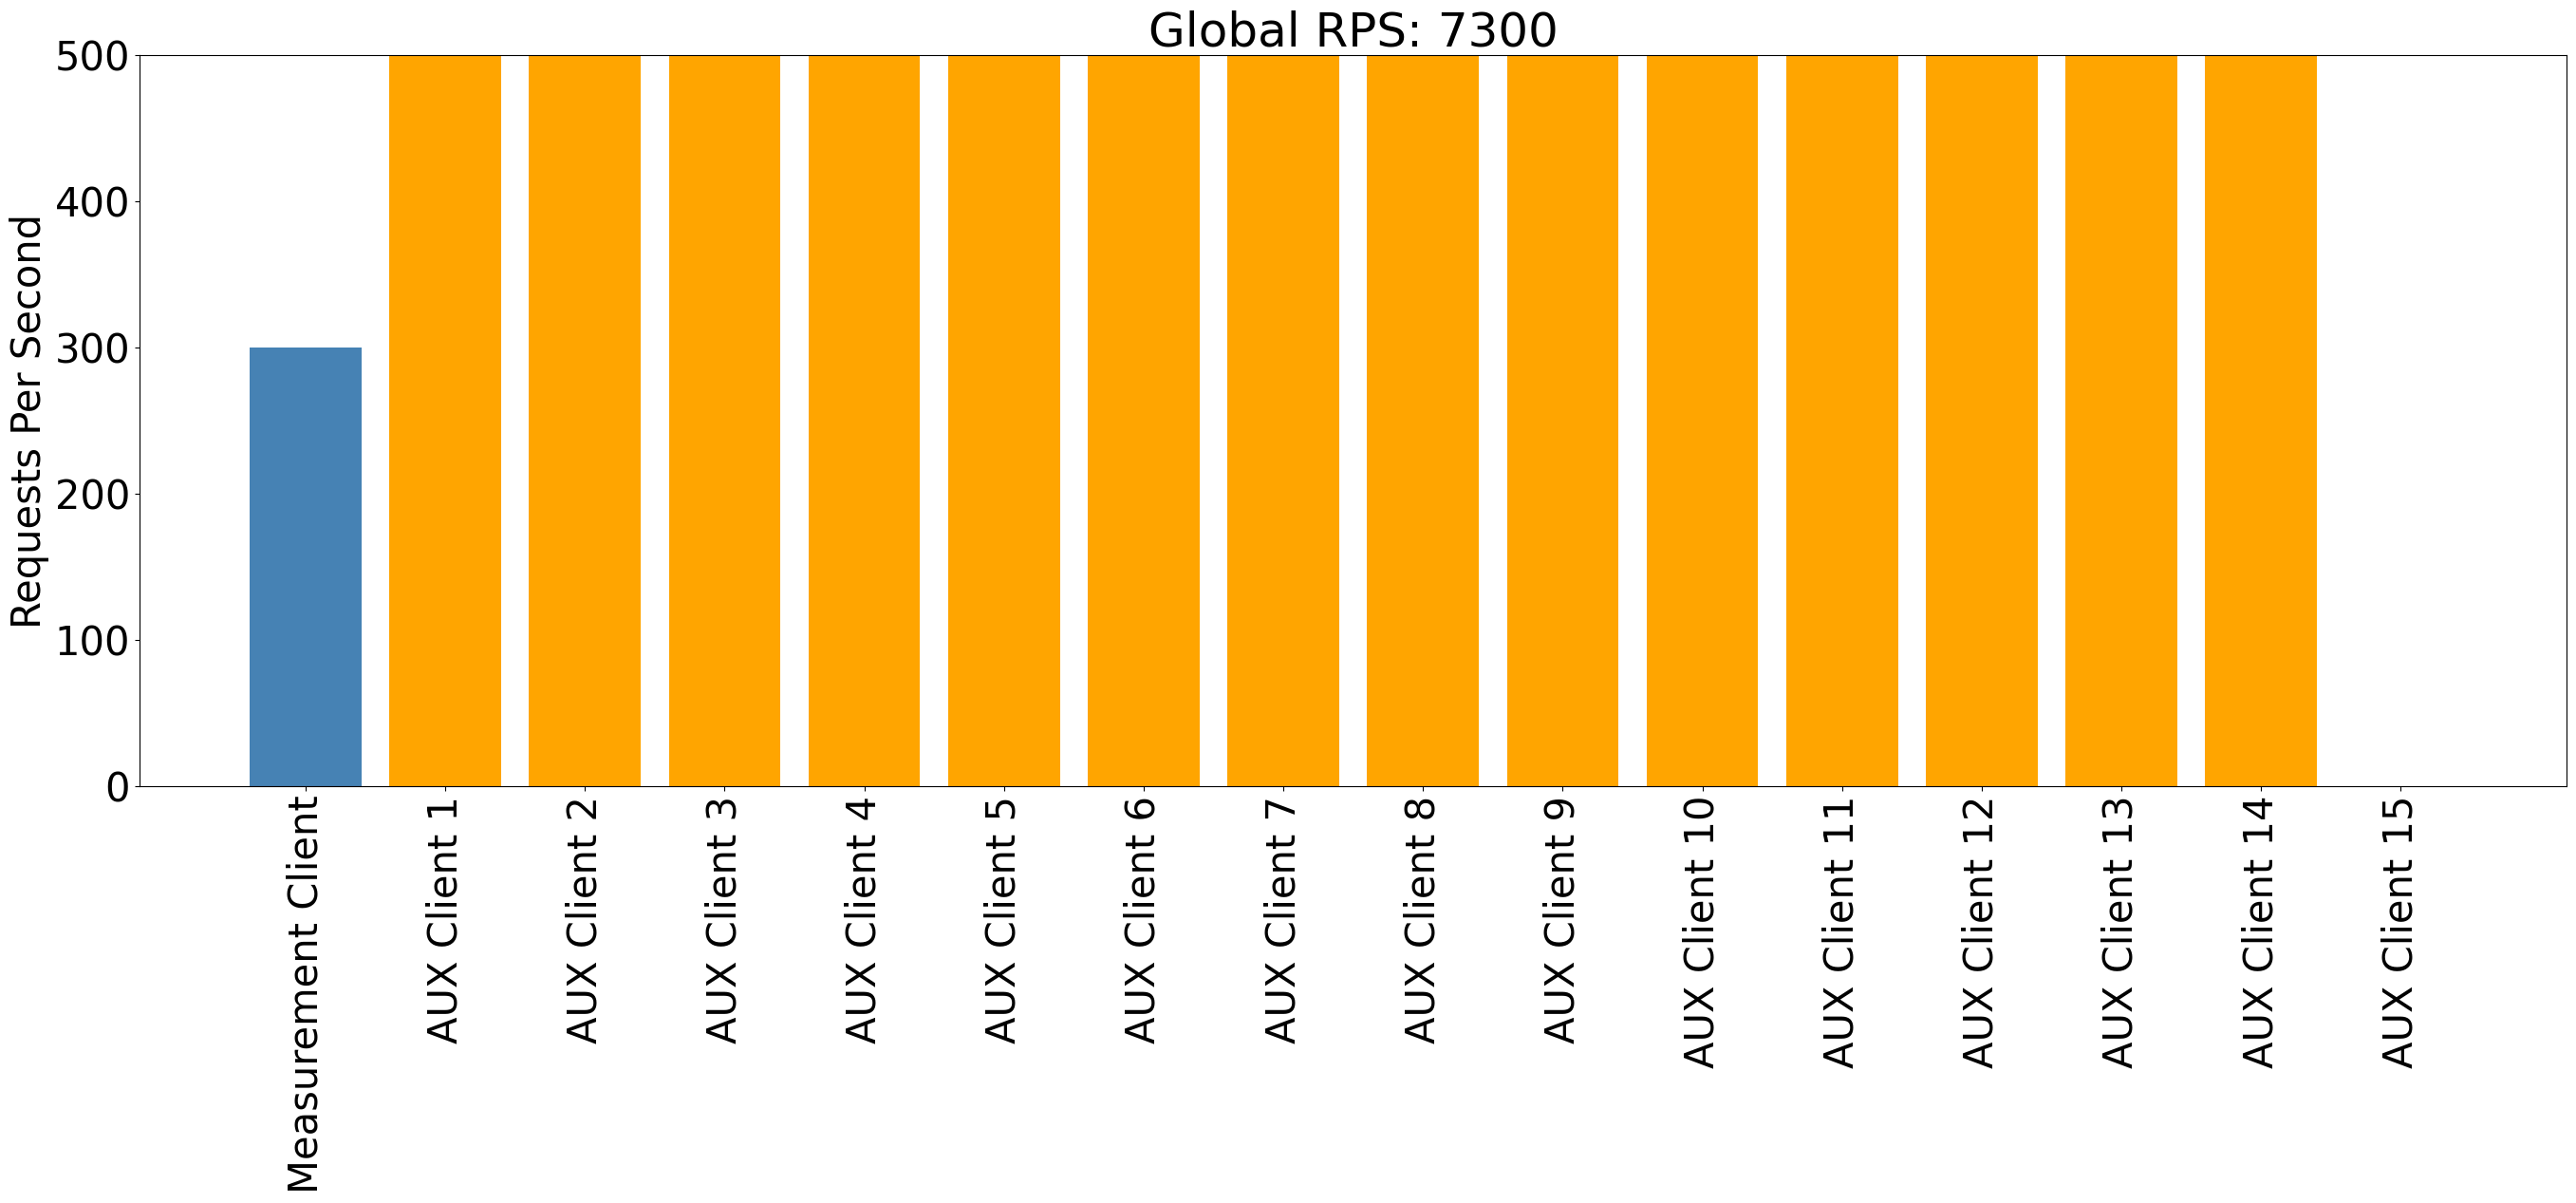 Global RPS: 7300
Requests Per Second
500
400
300
200
100
0
Measurement Client
AUX Client 1
AUX Client 2
AUX Client 3
AUX Client 4
AUX Client 5
AUX Client 6
AUX Client 7
AUX Client 8
AUX Client 9
AUX Client 10
AUX Client 11
AUX Client 12
AUX Client 13
AUX Client 14
AUX Client 15